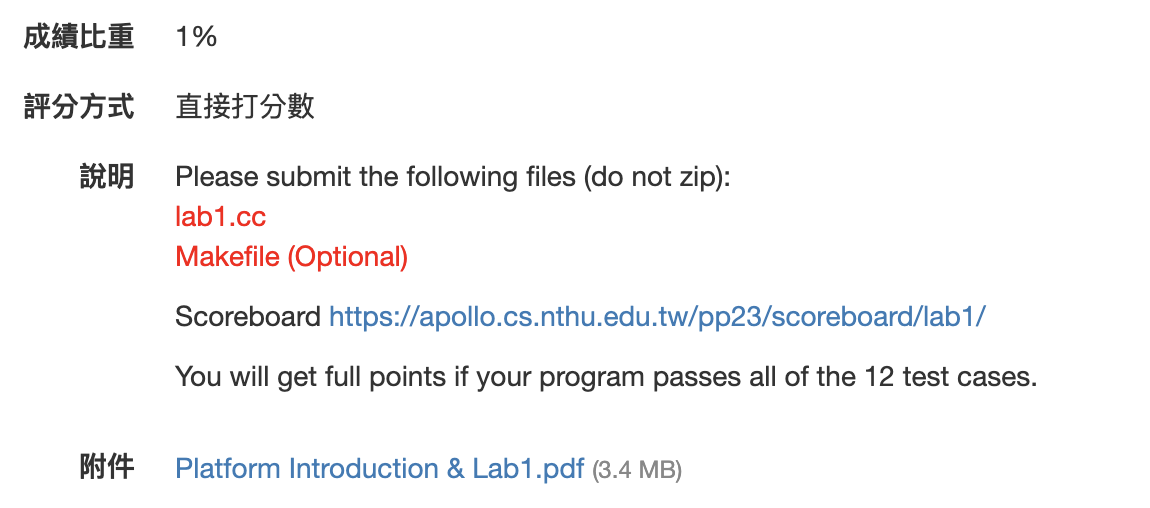 成績比重 1%
評分方式 直接打分數
說明 Please submit the following files (do not zip):
lab1.cc
Makefile (Optional)
Scoreboard https://apollo.cs.nthu.edu.tw/pp23/scoreboard/lab1/
You will get full points if your program passes all of the 12 test cases.
附件 Platform Introduction & Lab1.pdf (3.4 MB)